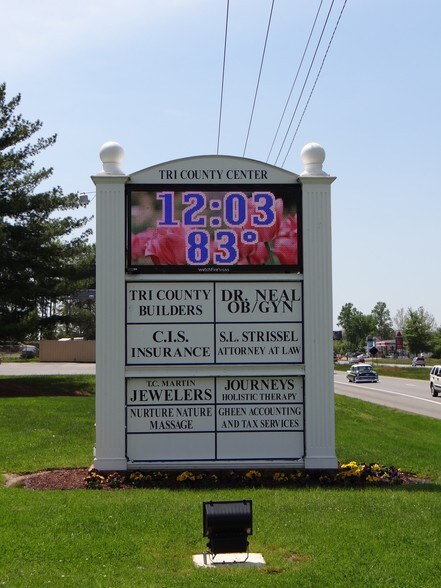 TRI COUNTY CENTER
12:03
83°
TRI COUNTY
BUILDERS
DR. NEAL
OB/GYN
C.I.S.
INSURANCE
S.L. STRISSEL
ATTORNEY AT LAW
T.C. MARTIN
JEWELERS
JOURNEYS
HOLISTIC THERAPY
NURTURE NATURE
MASSAGE
GHEEN ACCOUNTING
AND TAX SERVICES